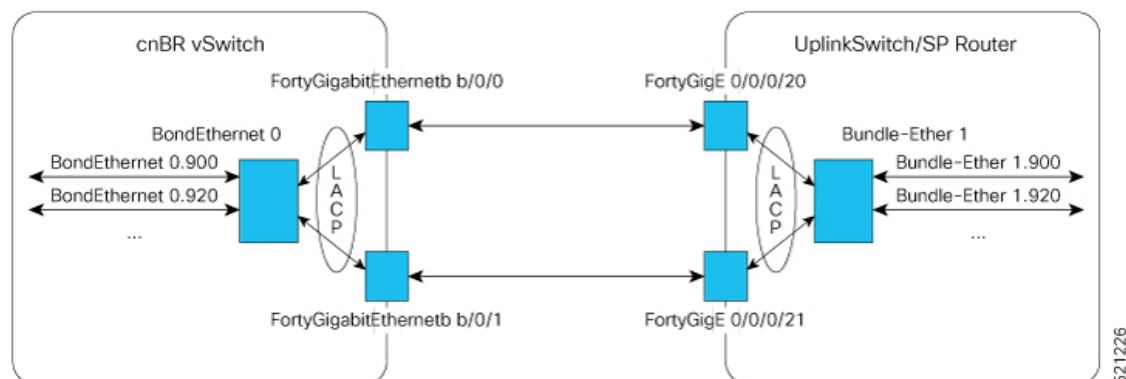 cnBR vSwitch
UplinkSwitch/SP Router
FortyGigabitEthernetb b/0/0
FortyGigE 0/0/0/20
BondEthernet 0
Bundle-Ether 1
BondEthernet 0.900
LACP
LACP
Bundle-Ether 1.900
BondEthernet 0.920
Bundle-Ether 1.920
...
...
FortyGigabitEthernetb b/0/1
FortyGigE 0/0/0/21
521226